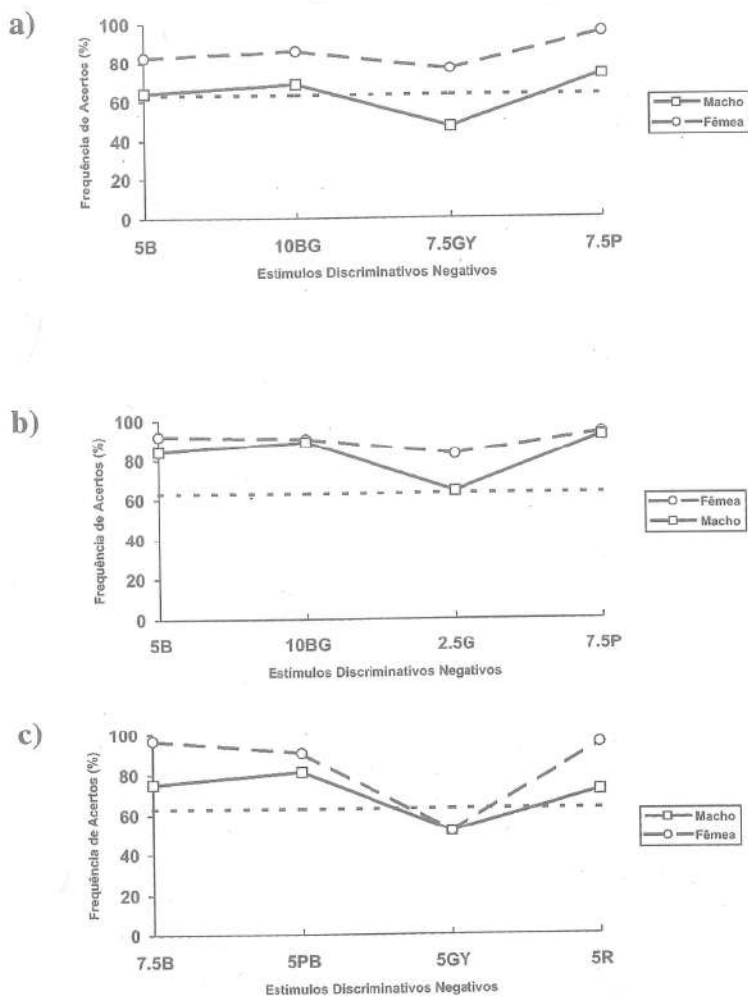 a)
Frequência de Acertos (%)
100
80
60
40
20
0
5B 10BG 7.5GY 7.5P
Estímulos Discriminativos Negativos
Macho
Fêmea
b)
Frequência de Acertos (%)
100
80
60
40
20
0
5B 10BG 2.5G 7.5P
Estímulos Discriminativos Negativos
Fêmea
Macho
c)
Frequência de Acertos (%)
100
80
60
40
20
0
7.5B 5PB 5GY 5R
Estímulos Discriminativos Negativos
Macho
Fêmea